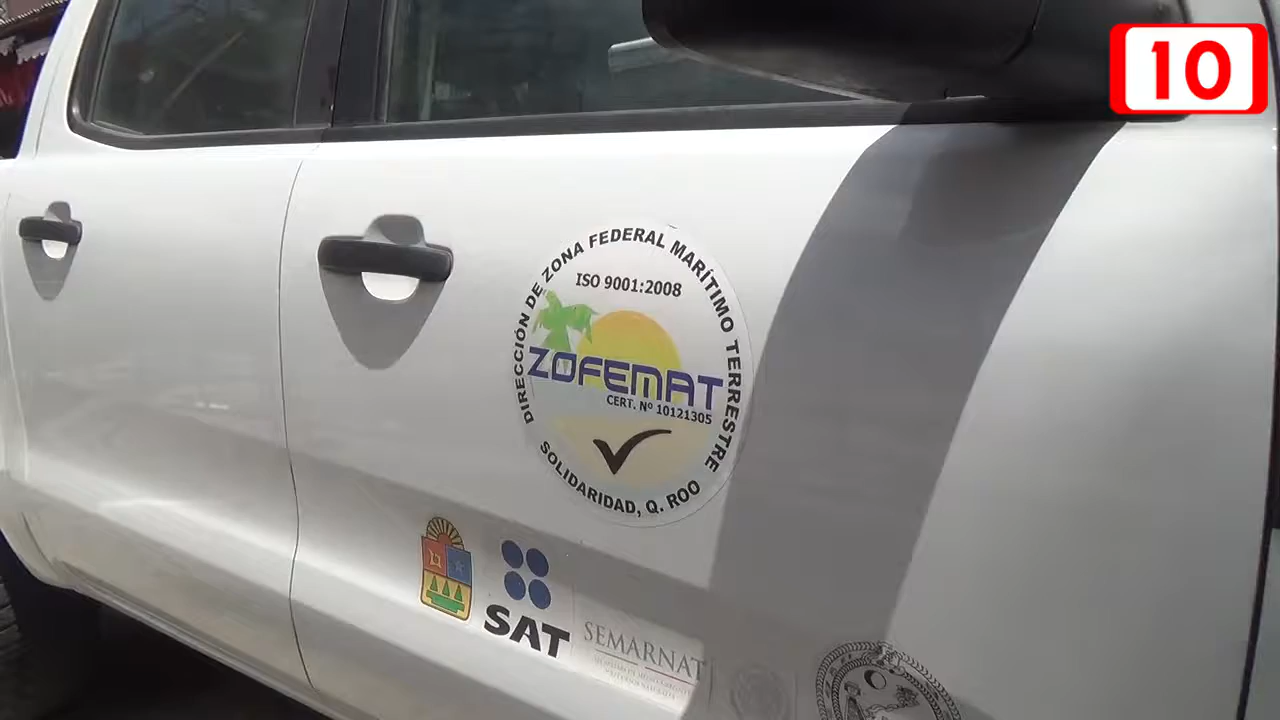 10
DIRECCIÓN DE ZONA FEDERAL MARÍTIMO TERRESTRE
ISO 9001:2008
ZOFEMAT
CERT. Nº 10121305
SOLIDARIDAD, Q. ROO
SAT
SEMARNAT